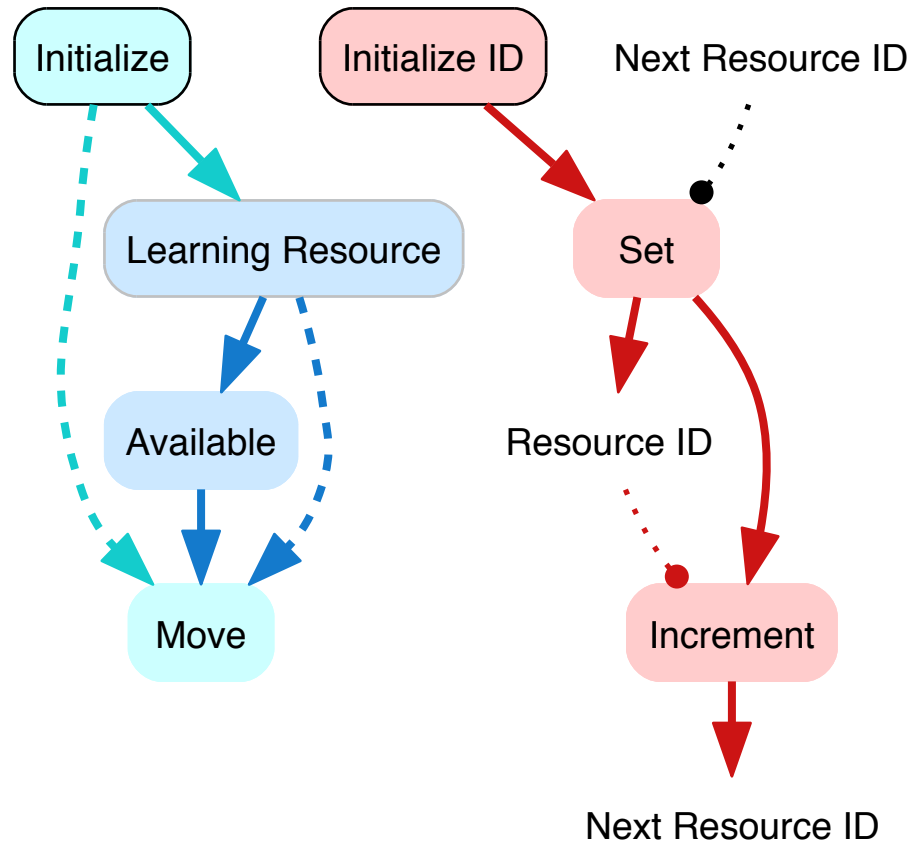 Initialize
Initialize ID
Next Resource ID
Learning Resource
Set
Available
Resource ID
Move
Increment
Next Resource ID